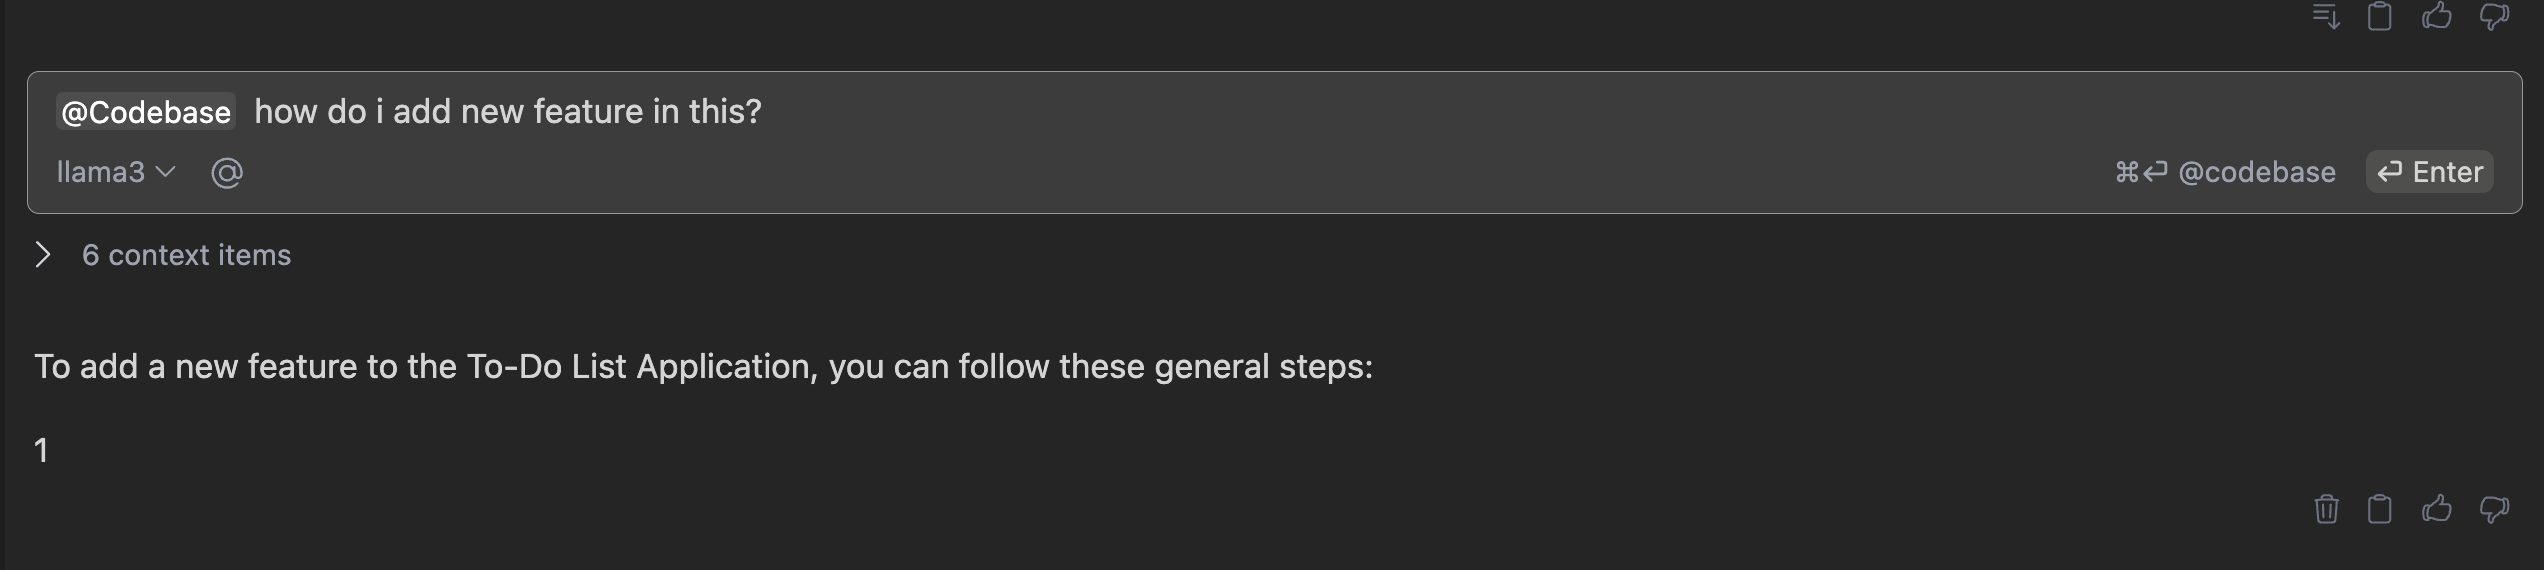 @Codebase how do i add new feature in this?
llama3 @ ⌘⏎ @codebase ⏎ Enter
6 context items
To add a new feature to the To-Do List Application, you can follow these general steps:
1